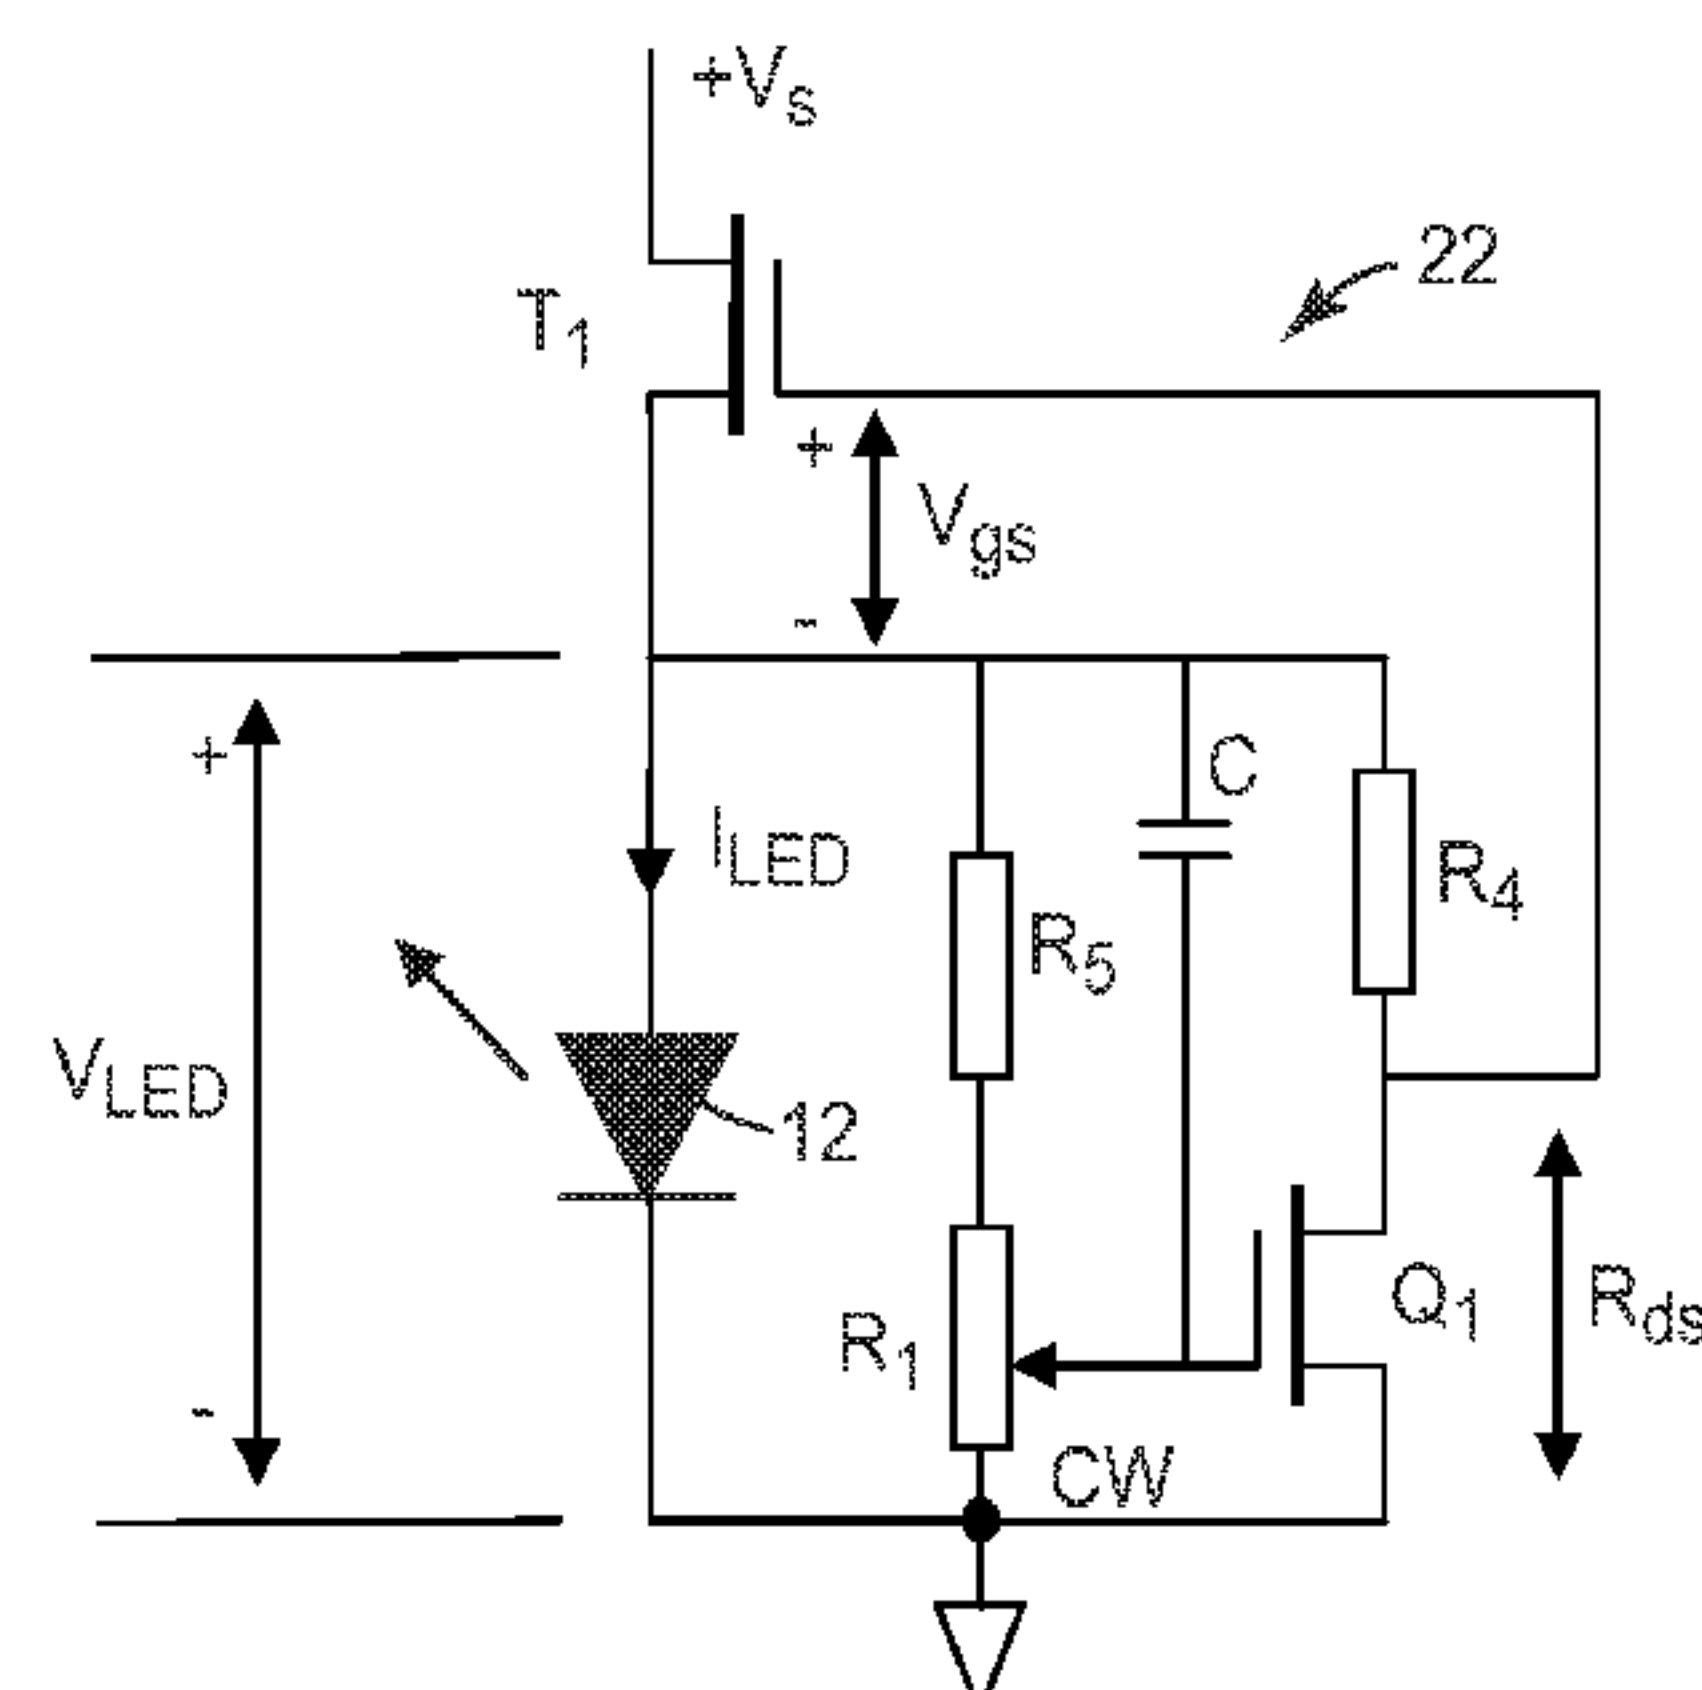 +Vs
22
T1
+
Vgs
-
+
C
ILED
R4
R5
VLED
12
Q1
Rds
R1
-
CW